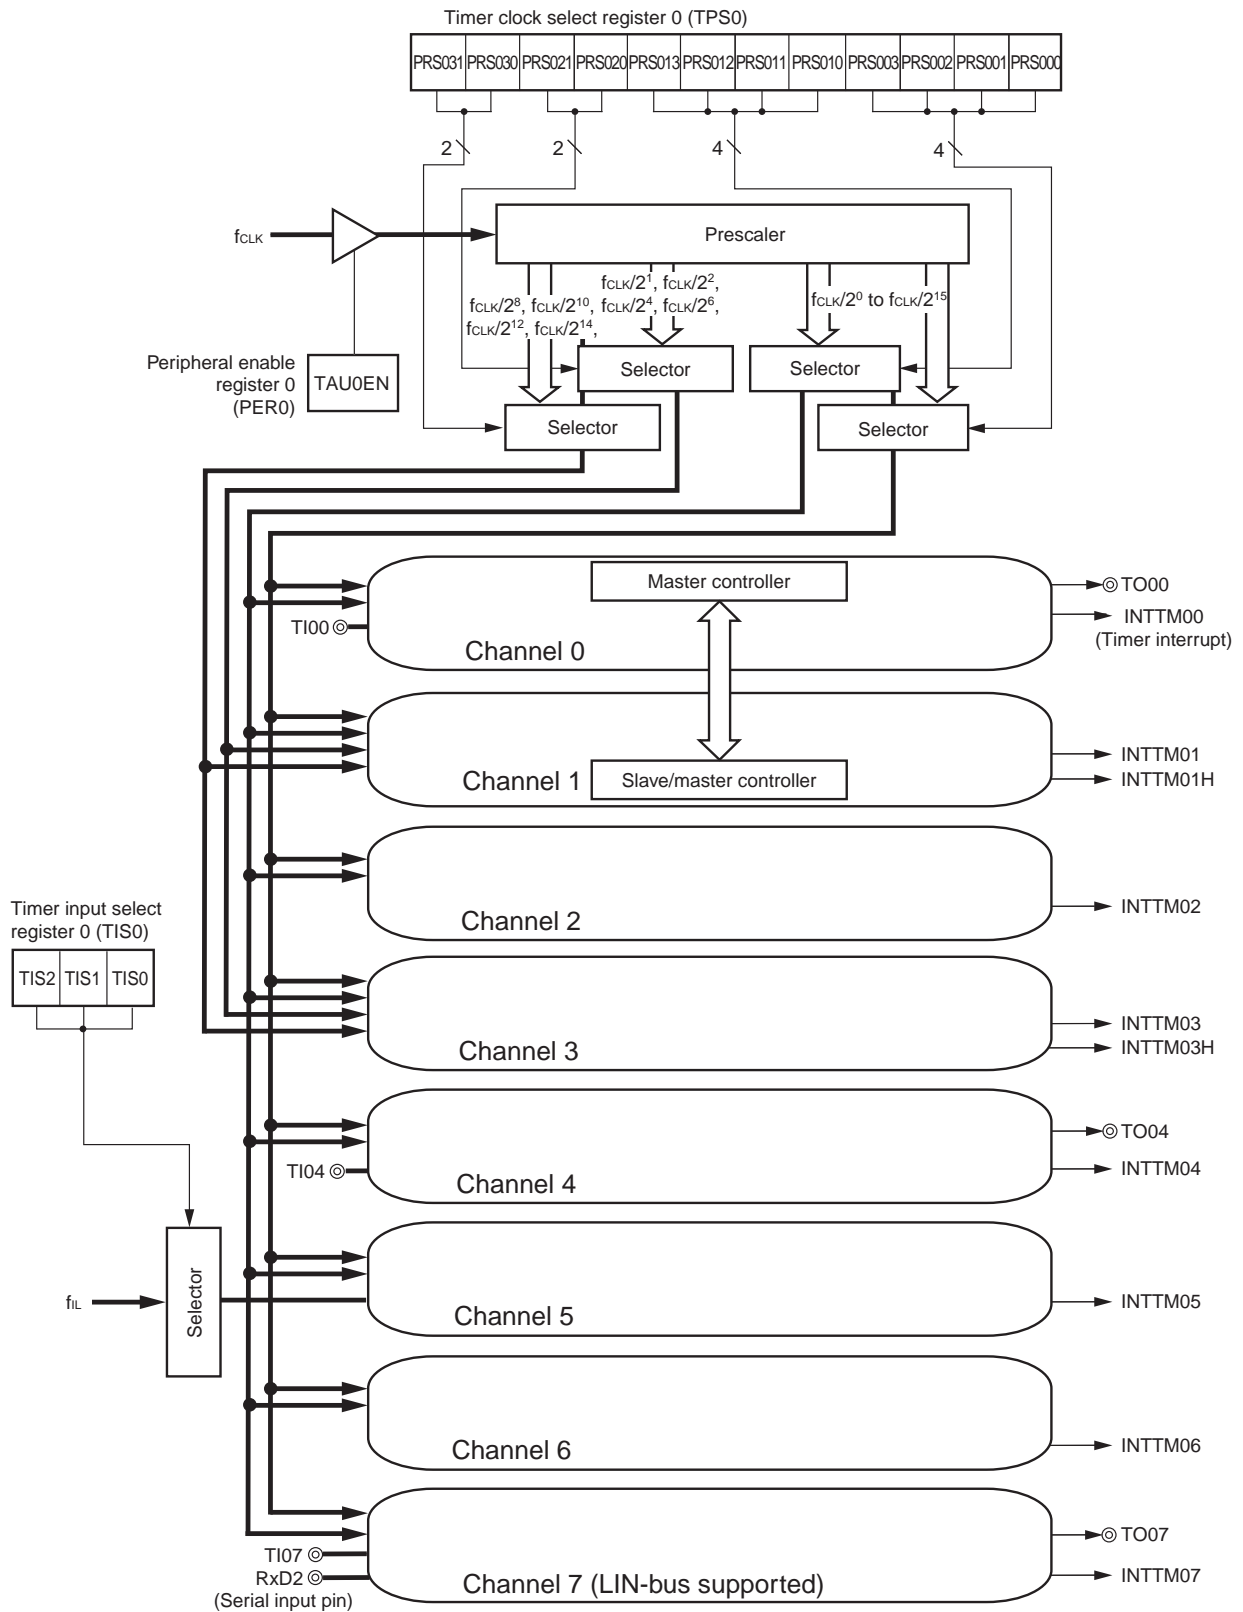 Timer clock select register 0 (TPS0)
PRS031 PRS030 PRS021 PRS020 PRS013 PRS012 PRS011 PRS010 PRS003 PRS002 PRS001 PRS000
2 2 4 4
fCLK
Prescaler
fCLK/2¹, fCLK/2²,
fCLK/2⁴, fCLK/2⁶,
fCLK/2⁸, fCLK/2¹⁰,
fCLK/2¹², fCLK/2¹⁴,
fCLK/2⁰ to fCLK/2¹⁵
Peripheral enable
register 0
(PER0)
TAU0EN
Selector
Selector
Selector
Selector
Master controller
TO00
TI00
INTTM00
(Timer interrupt)
Channel 0
INTTM01
Channel 1
Slave/master controller
INTTM01H
Channel 2
INTTM02
Timer input select
register 0 (TIS0)
TIS2 TIS1 TIS0
INTTM03
Channel 3
INTTM03H
TO04
TI04
INTTM04
Channel 4
Selector
fIL
Channel 5
INTTM05
Channel 6
INTTM06
TO07
TI07
RxD2
(Serial input pin)
Channel 7 (LIN-bus supported)
INTTM07